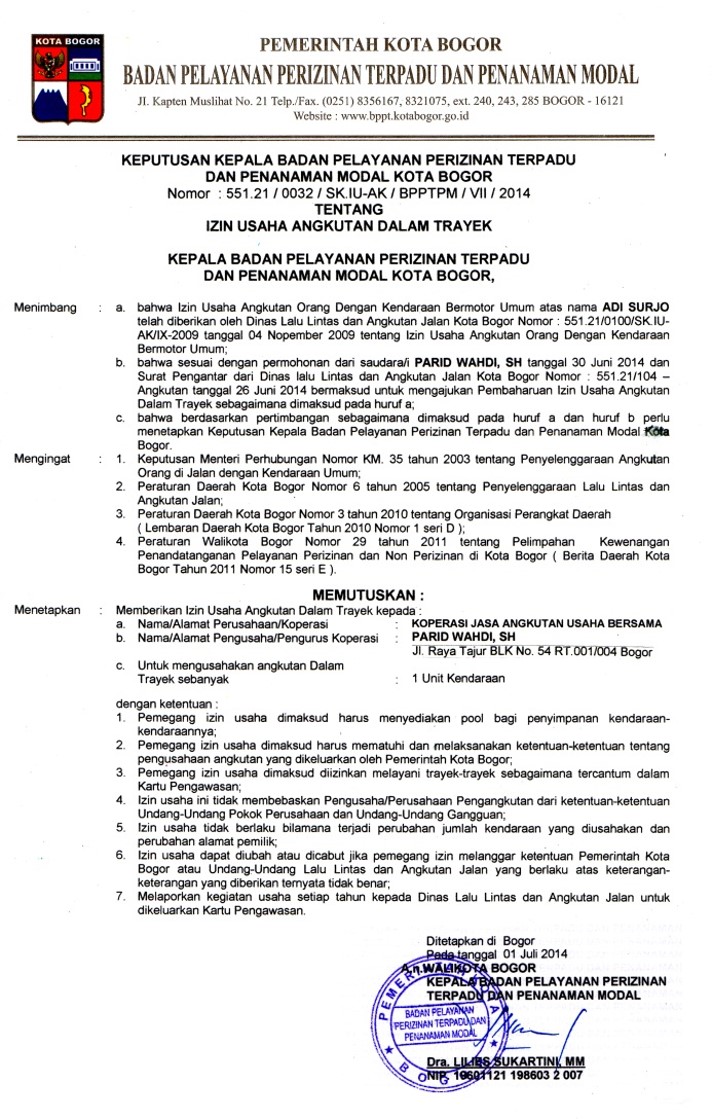 KOTA BOGOR
PEMERINTAH KOTA BOGOR
BADAN PELAYANAN PERIZINAN TERPADU DAN PENANAMAN MODAL
Jl. Kapten Muslihat No. 21 Telp./Fax. (0251) 8356167, 8321075, ext. 240, 243, 285 BOGOR - 16121
Website : www.bppt.kotabogor.go.id
KEPUTUSAN KEPALA BADAN PELAYANAN PERIZINAN TERPADU
DAN PENANAMAN MODAL KOTA BOGOR
Nomor : 551.21 / 0032 / SK.IU-AK / BPPTPM / VII / 2014
TENTANG
IZIN USAHA ANGKUTAN DALAM TRAYEK
KEPALA BADAN PELAYANAN PERIZINAN TERPADU
DAN PENANAMAN MODAL KOTA BOGOR,
Menimbang : a. bahwa Izin Usaha Angkutan Orang Dengan Kendaraan Bermotor Umum atas nama ADI SURJO
telah diberikan oleh Dinas Lalu Lintas dan Angkutan Jalan Kota Bogor Nomor : 551.21/0100/SK.IU-
AK/IX-2009 tanggal 04 Nopember 2009 tentang Izin Usaha Angkutan Orang Dengan Kendaraan
Bermotor Umum;
b. bahwa sesuai dengan permohonan dari saudara/i PARID WAHDI, SH tanggal 30 Juni 2014 dan
Surat Pengantar dari Dinas lalu Lintas dan Angkutan Jalan Kota Bogor Nomor : 551.21/104 –
Angkutan tanggal 26 Juni 2014 bermaksud untuk mengajukan Pembaharuan Izin Usaha Angkutan
Dalam Trayek sebagaimana dimaksud pada huruf a;
c. bahwa berdasarkan pertimbangan sebagaimana dimaksud pada huruf a dan huruf b perlu
menetapkan Keputusan Kepala Badan Pelayanan Perizinan Terpadu dan Penanaman Modal Kota
Bogor.
Mengingat : 1. Keputusan Menteri Perhubungan Nomor KM. 35 tahun 2003 tentang Penyelenggaraan Angkutan
Orang di Jalan dengan Kendaraan Umum;
2. Peraturan Daerah Kota Bogor Nomor 6 tahun 2005 tentang Penyelenggaraan Lalu Lintas dan
Angkutan Jalan;
3. Peraturan Daerah Kota Bogor Nomor 3 tahun 2010 tentang Organisasi Perangkat Daerah
( Lembaran Daerah Kota Bogor Tahun 2010 Nomor 1 seri D );
4. Peraturan Walikota Bogor Nomor 29 tahun 2011 tentang Pelimpahan Kewenangan
Penandatanganan Pelayanan Perizinan dan Non Perizinan di Kota Bogor ( Berita Daerah Kota
Bogor Tahun 2011 Nomor 15 seri E ).
MEMUTUSKAN :
Menetapkan : Memberikan Izin Usaha Angkutan Dalam Trayek kepada :
a. Nama/Alamat Perusahaan/Koperasi : KOPERASI JASA ANGKUTAN USAHA BERSAMA
b. Nama/Alamat Pengusaha/Pengurus Koperasi : PARID WAHDI, SH
Jl. Raya Tajur BLK No. 54 RT.001/004 Bogor
c. Untuk mengusahakan angkutan Dalam
Trayek sebanyak : 1 Unit Kendaraan
dengan ketentuan :
1. Pemegang izin usaha dimaksud harus menyediakan pool bagi penyimpanan kendaraan-
kendaraannya;
2. Pemegang izin usaha dimaksud harus mematuhi dan melaksanakan ketentuan-ketentuan tentang
pengusahaan angkutan yang dikeluarkan oleh Pemerintah Kota Bogor;
3. Pemegang izin usaha dimaksud diizinkan melayani trayek-trayek sebagaimana tercantum dalam
Kartu Pengawasan;
4. Izin usaha ini tidak membebaskan Pengusaha/Perusahaan Pengangkutan dari ketentuan-ketentuan
Undang-Undang Pokok Perusahaan dan Undang-Undang Gangguan;
5. Izin usaha tidak berlaku bilamana terjadi perubahan jumlah kendaraan yang diusahakan dan
perubahan alamat pemilik;
6. Izin usaha dapat diubah atau dicabut jika pemegang izin melanggar ketentuan Pemerintah Kota
Bogor atau Undang-Undang Lalu Lintas dan Angkutan Jalan yang berlaku atas keterangan-
keterangan yang diberikan ternyata tidak benar;
7. Melaporkan kegiatan usaha setiap tahun kepada Dinas Lalu Lintas dan Angkutan Jalan untuk
dikeluarkan Kartu Pengawasan.
Ditetapkan di Bogor
Pada tanggal 01 Juli 2014
A.n.WALIKOTA BOGOR
KEPALA BADAN PELAYANAN PERIZINAN
TERPADU DAN PENANAMAN MODAL
PEMERINTAH KOTA
BADAN PELAYANAN
PERIZINAN TERPADU DAN
PENANAMAN MODAL
BOGOR
Dra. LILIES SUKARTINI, MM
NIP. 19601121 198603 2 007